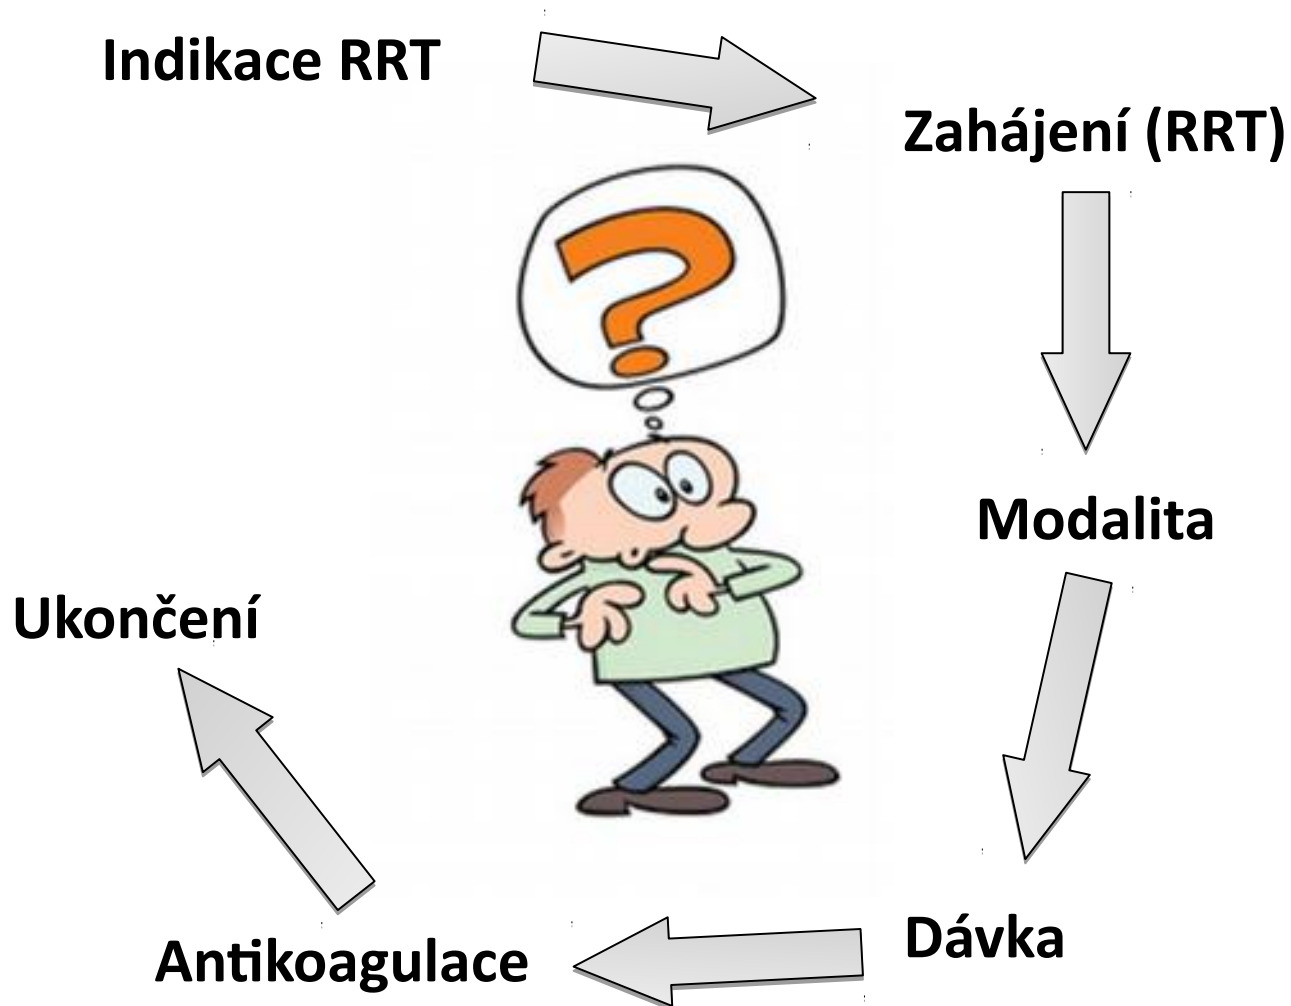 Indikace RRT
Zahájení (RRT)
Modalita
Dávka
Antikoagulace
Ukončení
?